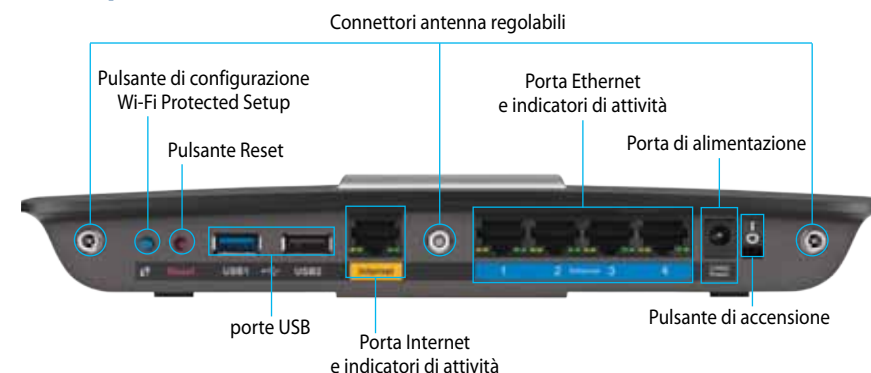 Connettori antenna regolabili
Pulsante di configurazione
Wi-Fi Protected Setup
Porta Ethernet
e indicatori di attività
Pulsante Reset
Porta di alimentazione
Reset
USB1
USB2
Internet
1
2
Ethernet
3
4
porte USB
Pulsante di accensione
Porta Internet
e indicatori di attività